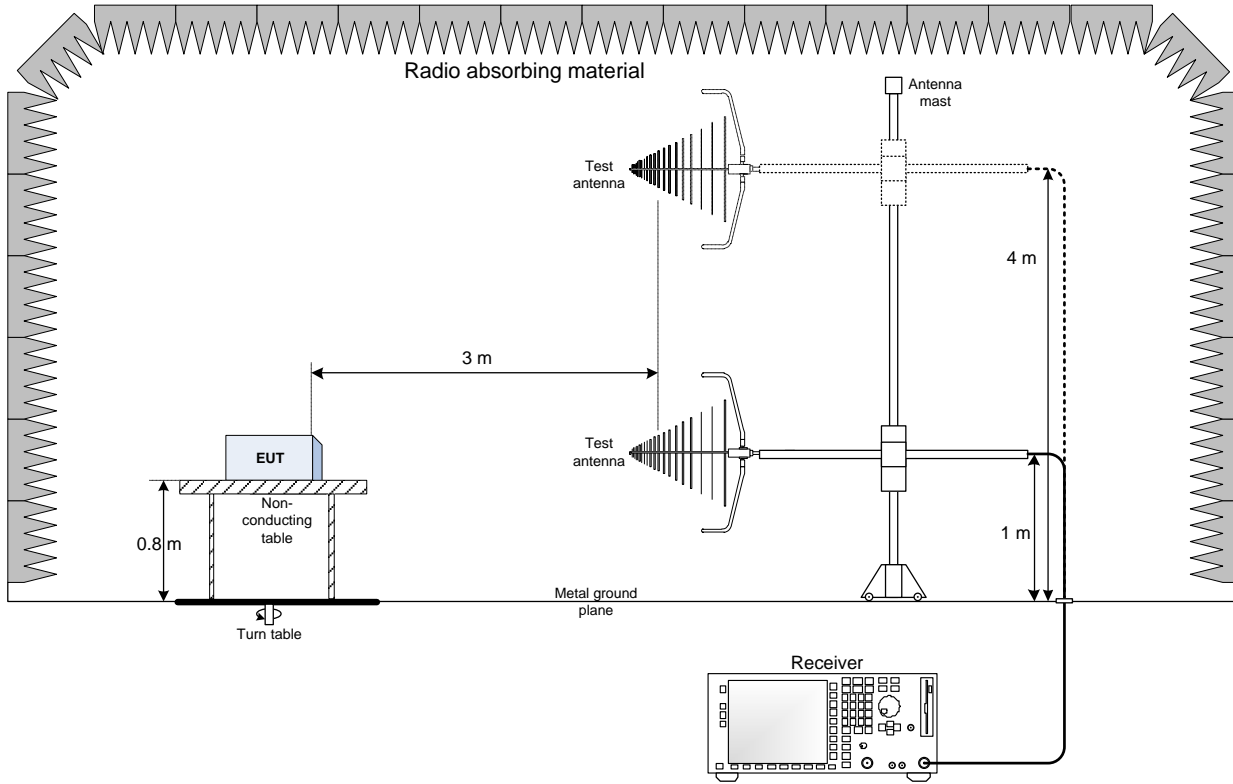 Radio absorbing material
Antenna
mast
Test
antenna
4 m
3 m
Test
antenna
EUT
Non-
conducting
table
0.8 m
1 m
Metal ground
plane
Turn table
Receiver